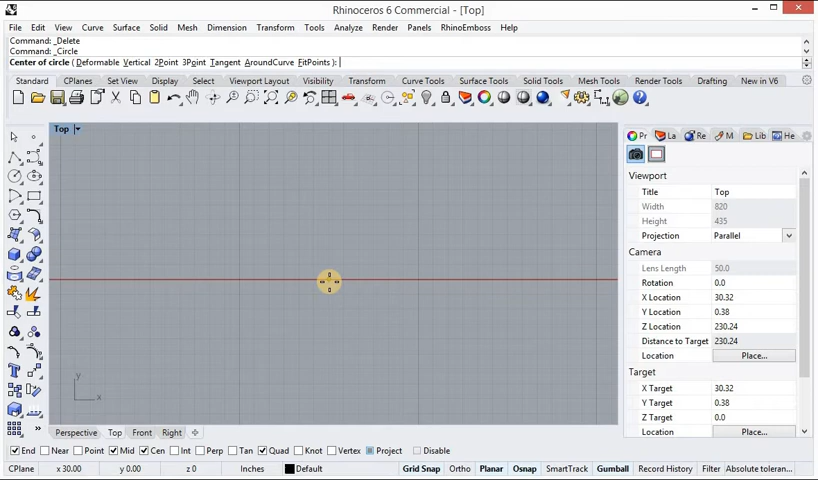 Rhinoceros 6 Commercial - [Top]
File Edit View Curve Surface Solid Mesh Dimension Transform Tools Analyze Render Panels RhinoEmboss Help
Command: _Delete
Command: _Circle
Center of circle ( Deformable Vertical 2Point 3Point Tangent AroundCurve FitPoints ):
Standard CPlanes Set View Display Select Viewport Layout Visibility Transform Curve Tools Surface Tools Solid Tools Mesh Tools Render Tools Drafting New in V6
Top
Pr La Re M Lib He
Viewport
Title Top
Width 820
Height 435
Projection Parallel
Camera
Lens Length 50.0
Rotation 0.0
X Location 30.32
Y Location 0.38
Z Location 230.24
Distance to Target 230.24
Location Place...
Target
X Target 30.32
Y Target 0.38
Z Target 0.0
Location Place...
y
x
Perspective Top Front Right
End Near Point Mid Cen Int Perp Tan Quad Knot Vertex Project Disable
CPlane x 30.00 y 0.00 z 0 Inches Default Grid Snap Ortho Planar Osnap SmartTrack Gumball Record History Filter Absolute toleran...